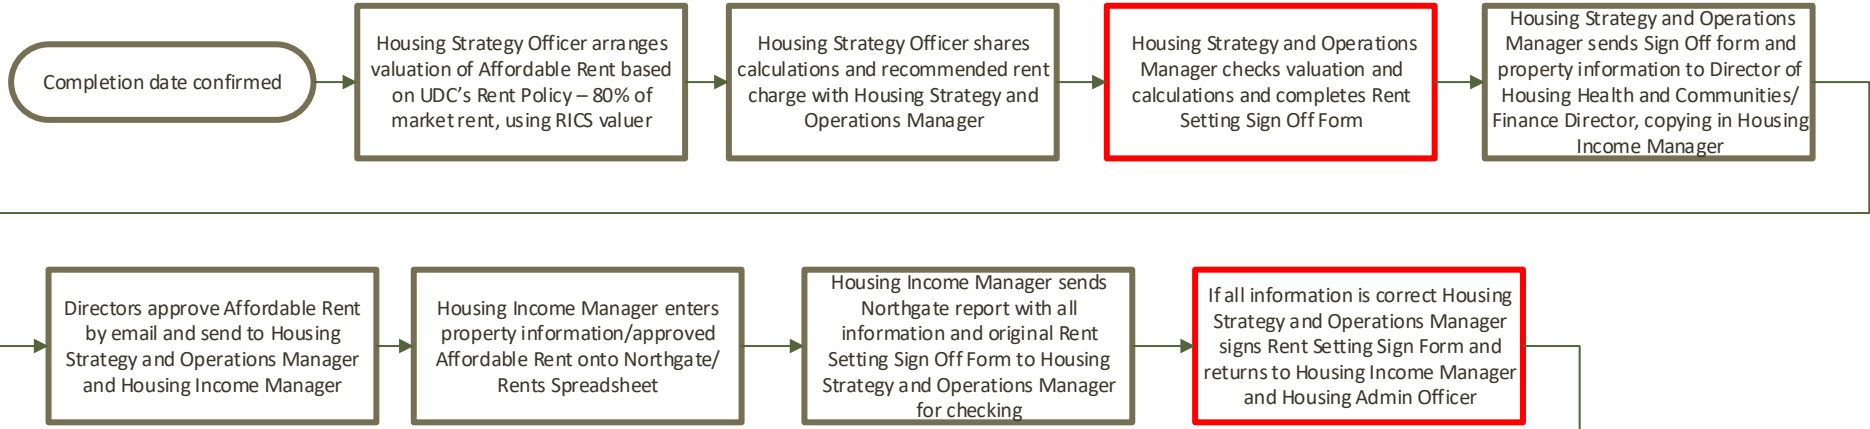 Completion date confirmed
Housing Strategy Officer arranges
valuation of Affordable Rent based
on UDC's Rent Policy – 80% of
market rent, using RICS valuer
Housing Strategy Officer shares
calculations and recommended rent
charge with Housing Strategy and
Operations Manager
Housing Strategy and Operations
Manager checks valuation and
calculations and completes Rent
Setting Sign Off Form
Housing Strategy and Operations
Manager sends Sign Off form and
property information to Director of
Housing Health and Communities/
Finance Director, copying in Housing
Income Manager
Directors approve Affordable Rent
by email and send to Housing
Strategy and Operations Manager
and Housing Income Manager
Housing Income Manager enters
property information/approved
Affordable Rent onto Northgate/
Rents Spreadsheet
Housing Income Manager sends
Northgate report with all
information and original Rent
Setting Sign Off Form to Housing
Strategy and Operations Manager
for checking
If all information is correct Housing
Strategy and Operations Manager
signs Rent Setting Sign Form and
returns to Housing Income Manager
and Housing Admin Officer